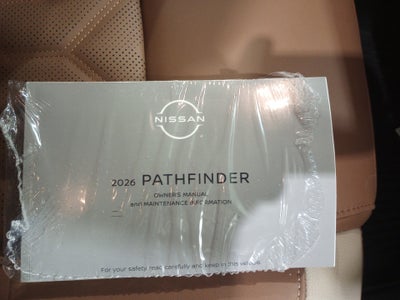 NISSAN
2026 PATHFINDER
OWNER'S MANUAL
and MAINTENANCE INFORMATION
For your safety, read carefully and keep in this vehicle.